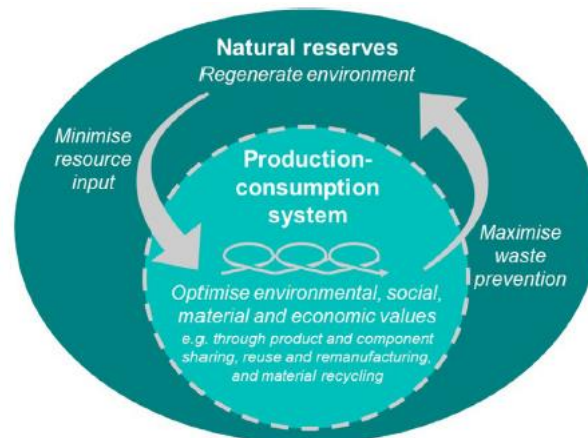 Natural reserves
Regenerate environment
Minimise
resource
input
Production-
consumption
system
Optimise environmental, social,
material and economic values
e.g. through product and component
sharing, reuse and remanufacturing,
and material recycling
Maximise
waste
prevention